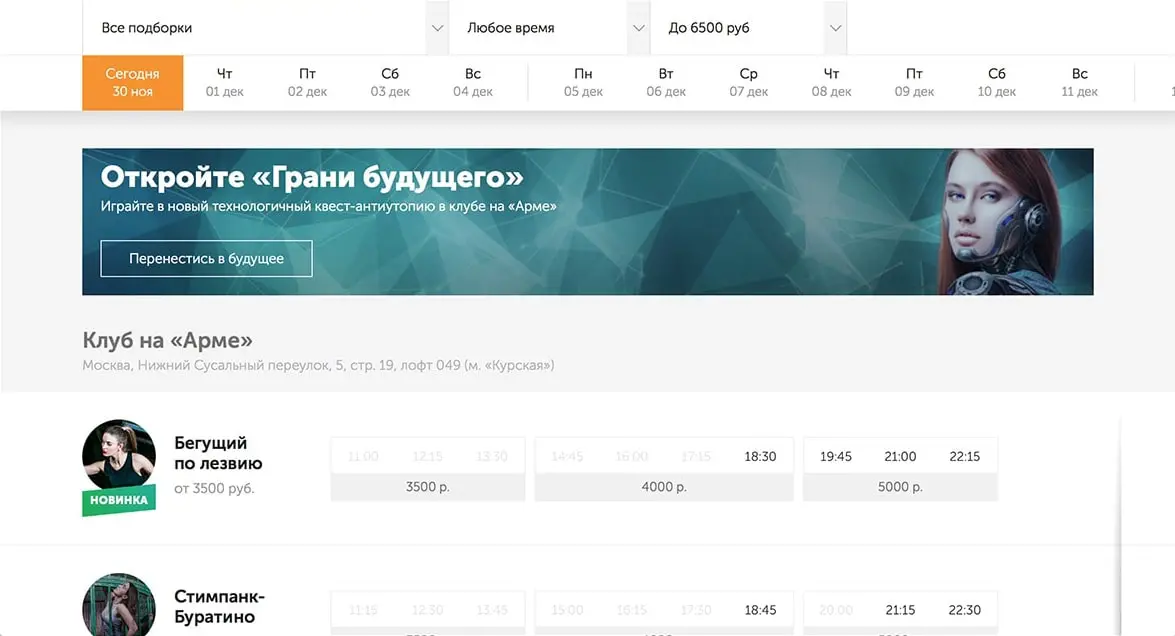 Все подборки Любое время До 6500 руб
Сегодня Чт Пт Сб Вс Пн Вт Ср Чт Пт Сб Вс
30 ноя 01 дек 02 дек 03 дек 04 дек 05 дек 06 дек 07 дек 08 дек 09 дек 10 дек 11 дек
Откройте «Грани будущего»
Играйте в новый технологичный квест-антиутопию в клубе на «Арме»
Перенестись в будущее
Клуб на «Арме»
Москва, Нижний Сусальный переулок, 5, стр. 19, лофт 049 (м. «Курская»)
Бегущий
по лезвию
от 3500 руб.
НОВИНКА
11:00 12:15 13:30 14:45 16:00 17:15 18:30 19:45 21:00 22:15
3500 р. 4000 р. 5000 р.
Стимпанк-
Буратино
11:15 12:30 13:45 15:00 16:15 17:30 18:45 20:00 21:15 22:30